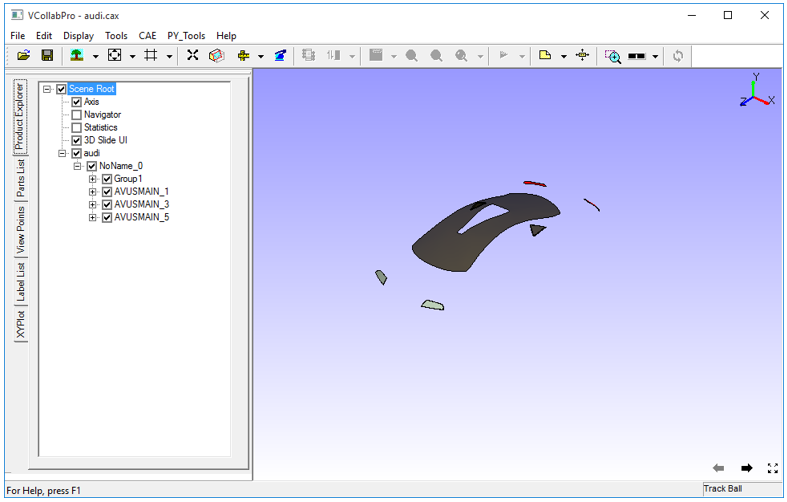 VCollabPro - audi.cax
File Edit Display Tools CAE PY_Tools Help
Product Explorer
Parts List
View Points
Label List
XYPlot
Scene Root
Axis
Navigator
Statistics
3D Slide UI
audi
NoName_0
Group1
AVUSMAIN_1
AVUSMAIN_3
AVUSMAIN_5
Y
Z X
For Help, press F1 Track Ball